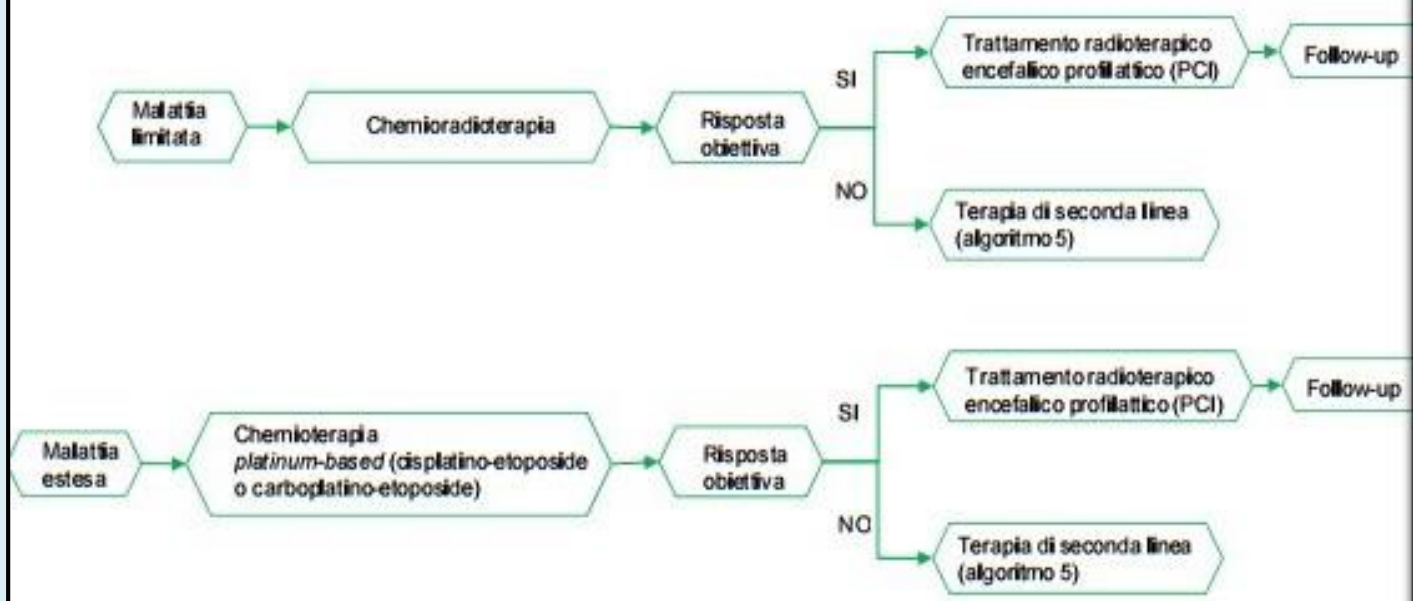 Malattia
limitata
Chemioradioterapia
Risposta
obiettiva
SI
Trattamento radioterapico
encefalico profilattico (PCI)
Follow-up
NO
Terapia di seconda linea
(algoritmo 5)
Malattia
estesa
Chemioterapia
platinum-based (cisplatino-etoposide
o carboplatino-etoposide)
Risposta
obiettiva
SI
Trattamento radioterapico
encefalico profilattico (PCI)
Follow-up
NO
Terapia di seconda linea
(algoritmo 5)